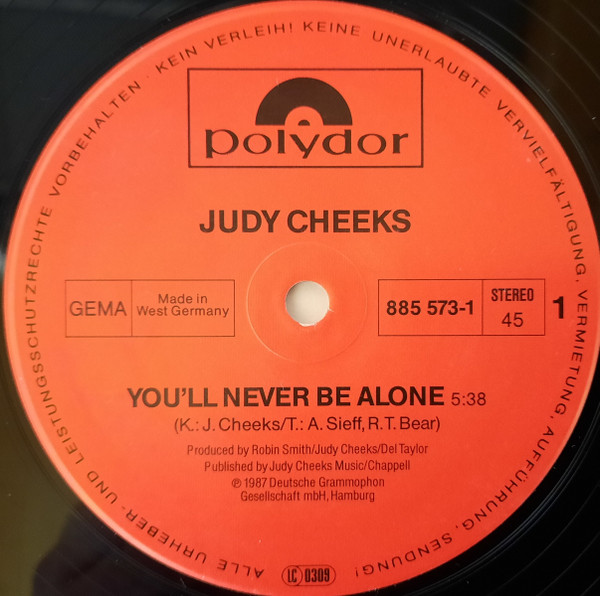 ALLE URHEBER- UND LEISTUNGSSCHUTZRECHTE VORBEHALTEN · KEIN VERLEIH! KEINE UNERLAUBTE VERVIELFÄLTIGUNG, VERMIETUNG, AUFFÜHRUNG, SENDUNG!
polydor
JUDY CHEEKS
GEMA
Made in
West Germany
885 573-1
STEREO
45
1
YOU'LL NEVER BE ALONE 5:38
(K.: J. Cheeks/T.: A. Sieff, R.T. Bear)
Produced by Robin Smith/Judy Cheeks/Del Taylor
Published by Judy Cheeks Music/Chappell
℗ 1987 Deutsche Grammophon
Gesellschaft mbH, Hamburg
LC 0309